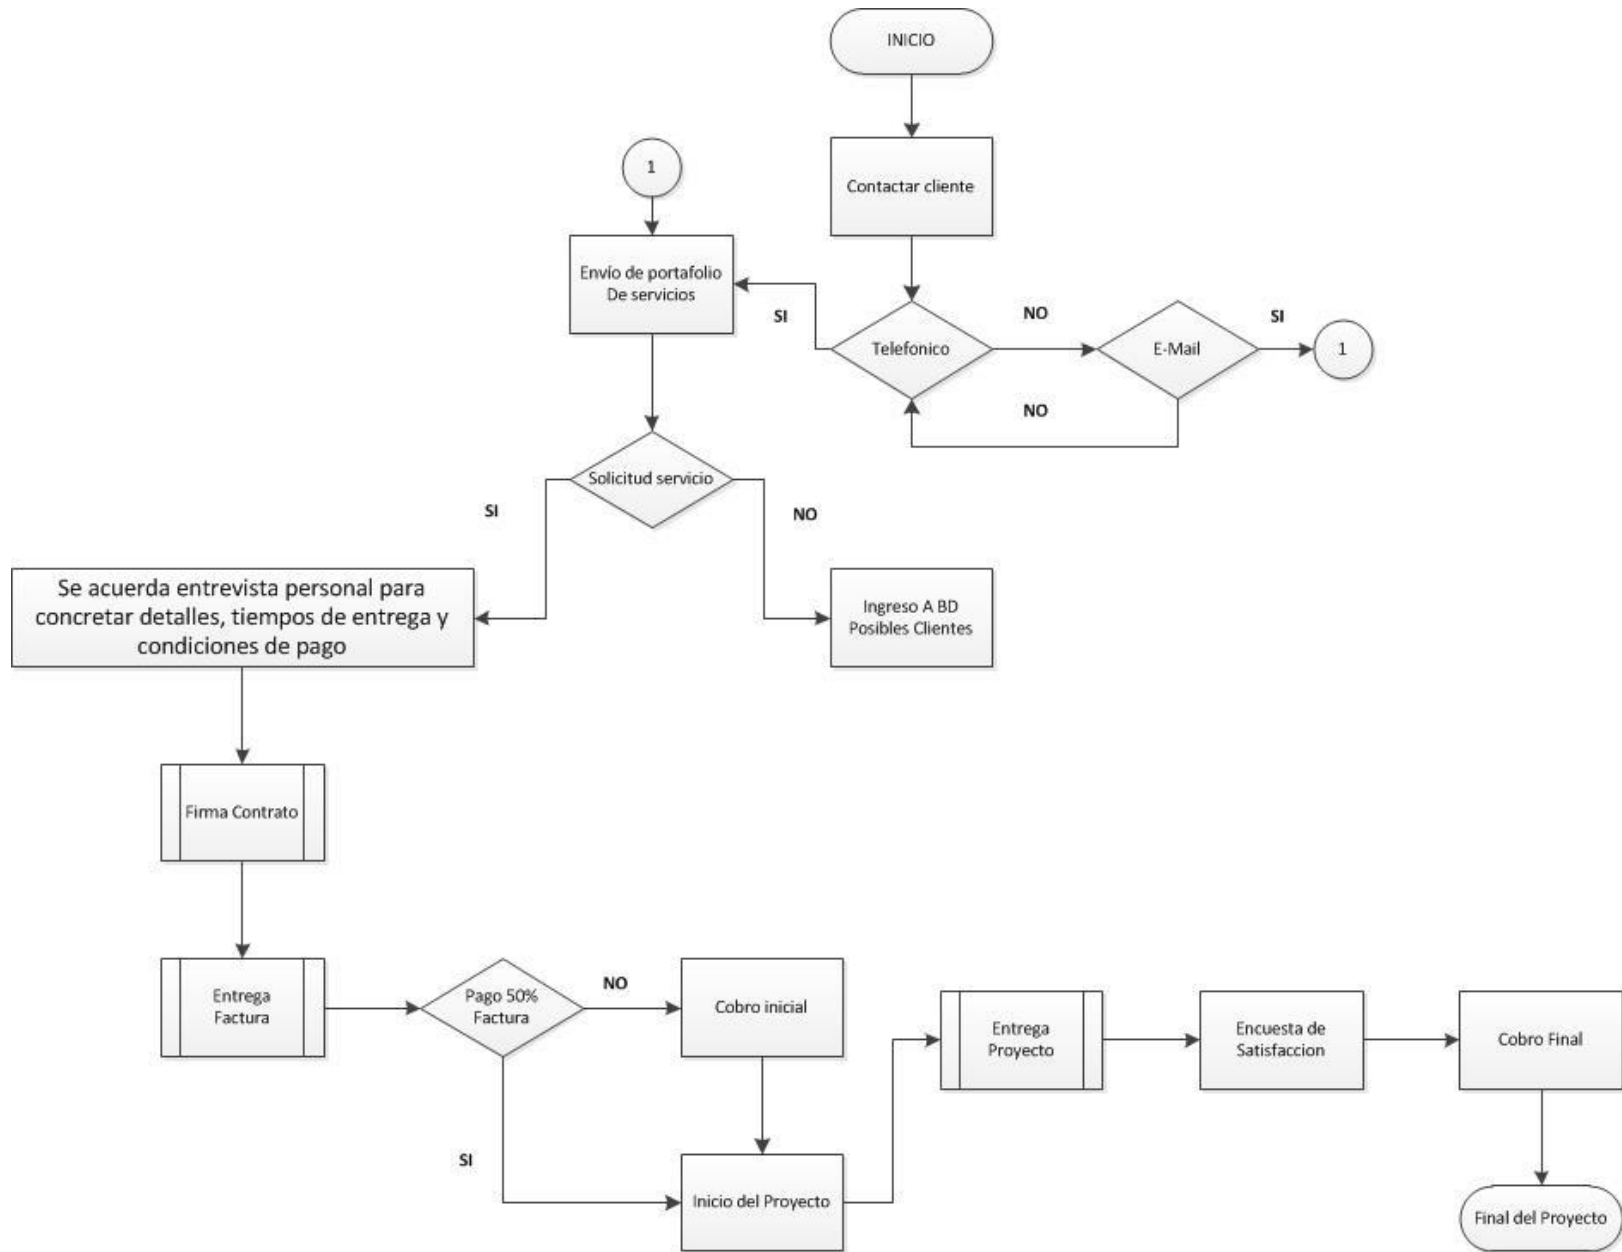 INICIO
1
Contactar cliente
Envío de portafolio
De servicios
SI
Telefonico
NO
E-Mail
SI
1
NO
Solicitud servicio
SI
NO
Se acuerda entrevista personal para
concretar detalles, tiempos de entrega y
condiciones de pago
Ingreso A BD
Posibles Clientes
Firma Contrato
Entrega
Factura
Pago 50%
Factura
NO
Cobro inicial
SI
Inicio del Proyecto
Entrega
Proyecto
Encuesta de
Satisfaccion
Cobro Final
Final del Proyecto